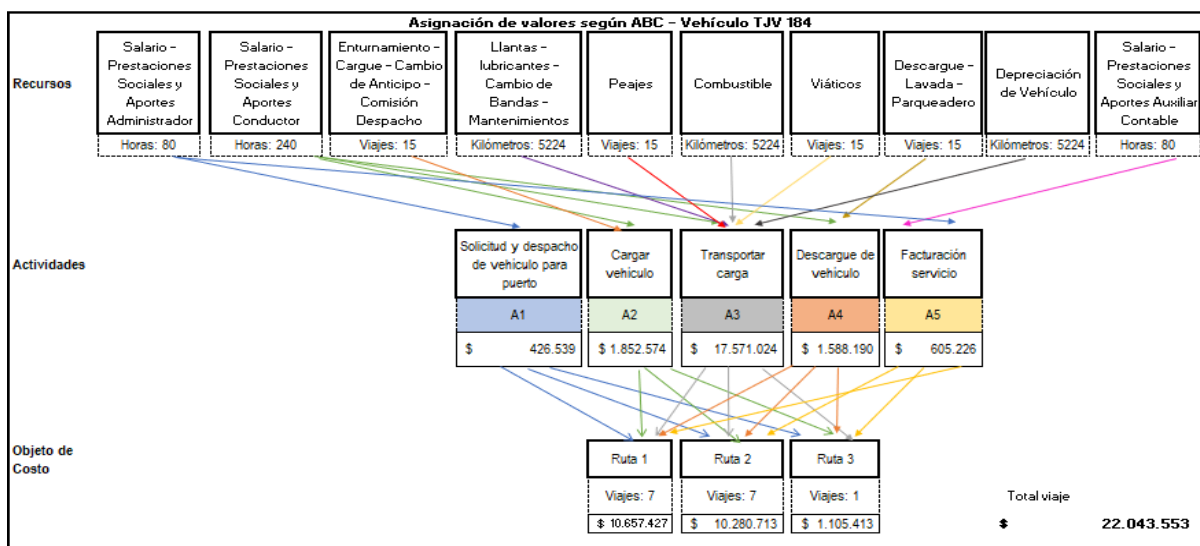 Asignación de valores según ABC - Vehículo TJV 184
Recursos
Salario -
Prestaciones
Sociales y
Aportes
Administrador
Salario -
Prestaciones
Sociales y
Aportes
Conductor
Enturnamiento -
Cargue - Cambio
de Anticipo -
Comisión
Despacho
Llantas -
lubricantes -
Cambio de
Bandas -
Mantenimientos
Peajes
Combustible
Viáticos
Descargue -
Lavada -
Parqueadero
Depreciación
de Vehículo
Salario -
Prestaciones
Sociales y
Aportes Auxiliar
Contable
Horas: 80
Horas: 240
Viajes: 15
Kilómetros: 5224
Viajes: 15
Kilómetros: 5224
Viajes: 15
Viajes: 15
Kilómetros: 5224
Horas: 80
Actividades
Solicitud y despacho
de vehículo para
puerto
Cargar
vehículo
Transportar
carga
Descargue de
vehículo
Facturación
servicio
A1
A2
A3
A4
A5
$ 426.539
$ 1.852.574
$ 17.571.024
$ 1.588.190
$ 605.226
Objeto de
Costo
Ruta 1
Ruta 2
Ruta 3
Viajes: 7
Viajes: 7
Viajes: 1
Total viaje
$ 10.657.427
$ 10.280.713
$ 1.105.413
$ 22.043.553